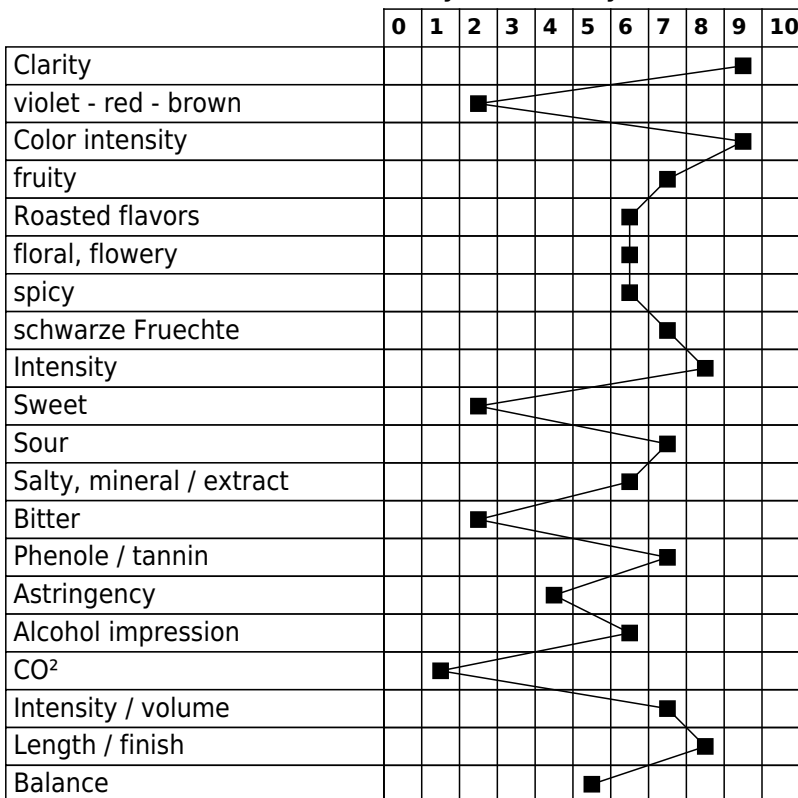 0 1 2 3 4 5 6 7 8 9 10
Clarity
violet - red - brown
Color intensity
fruity
Roasted flavors
floral, flowery
spicy
schwarze Fruechte
Intensity
Sweet
Sour
Salty, mineral / extract
Bitter
Phenole / tannin
Astringency
Alcohol impression
CO²
Intensity / volume
Length / finish
Balance